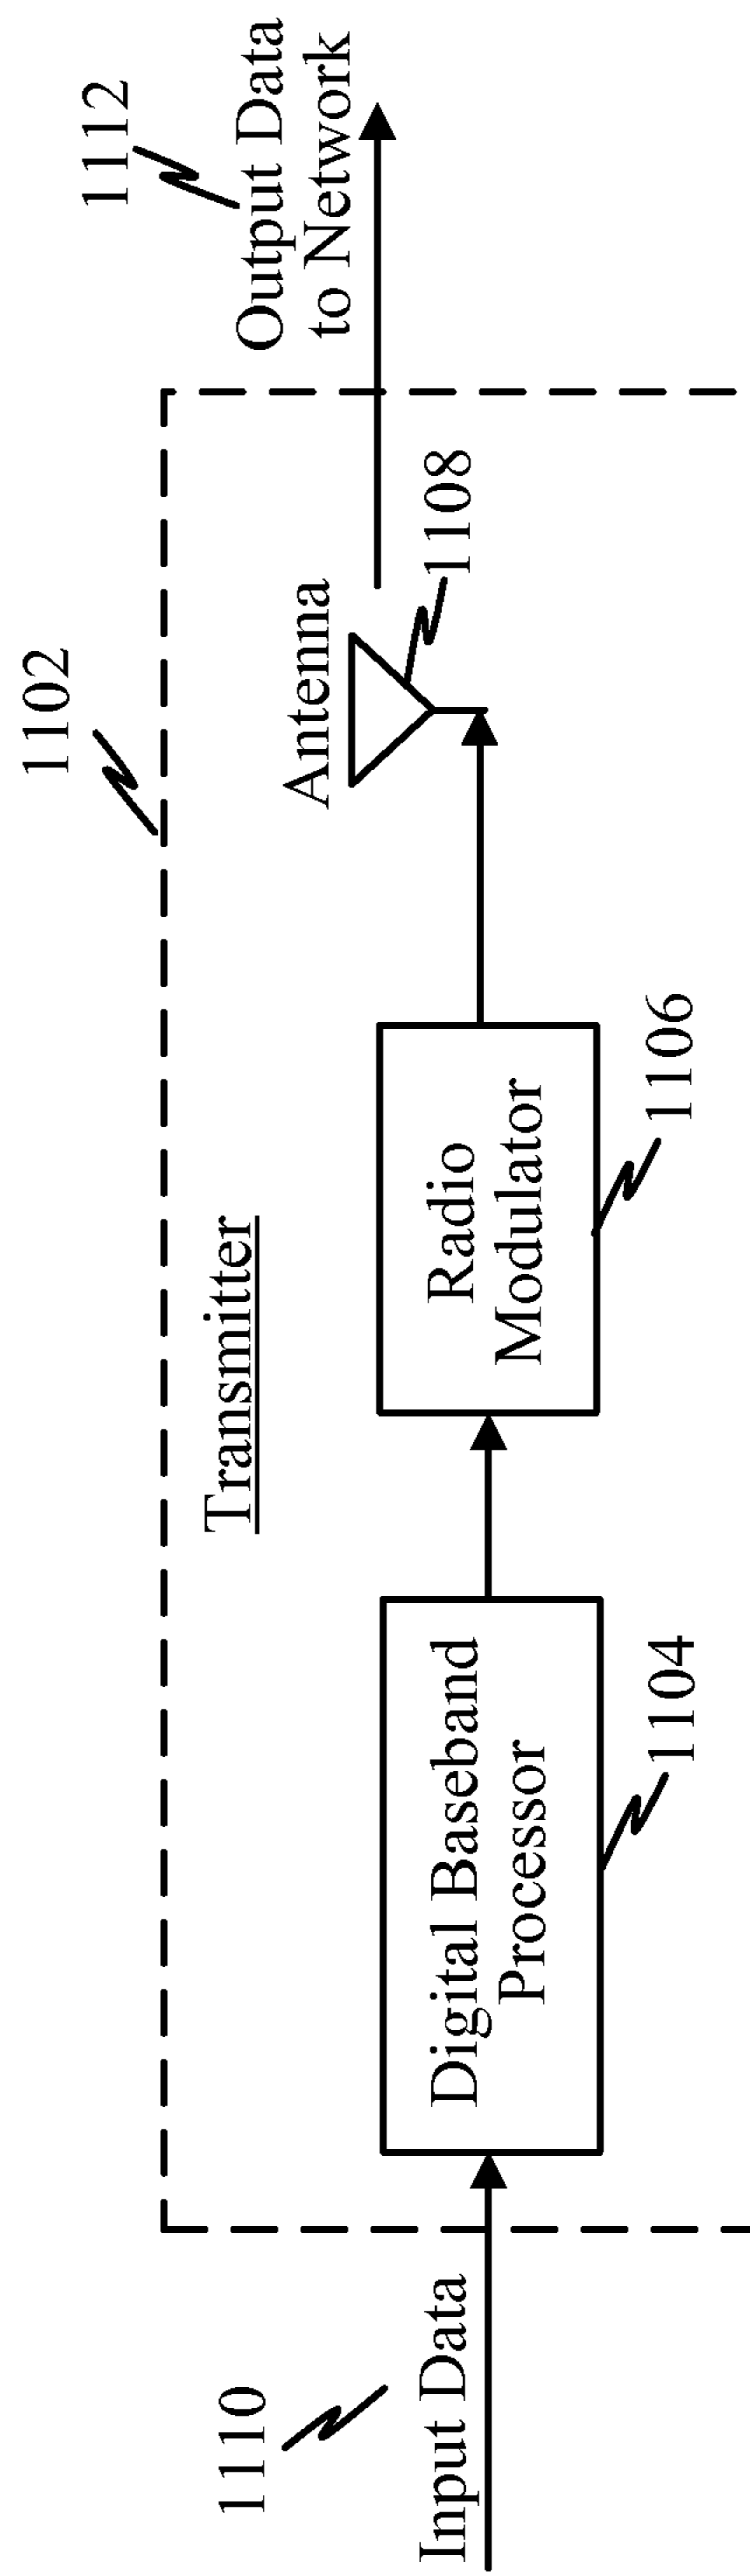 1102
1112
Output Data
to Network
Transmitter
Antenna
1108
1110
Input Data
Digital Baseband
Processor
1104
Radio
Modulator
1106